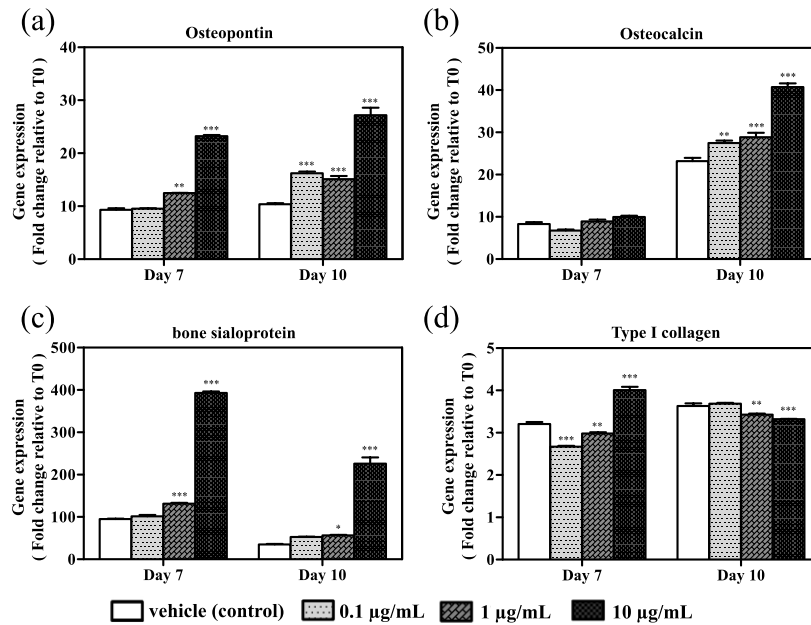 (a)
Osteopontin
Gene expression
( Fold change relative to T0 )
40
30
20
10
0
**
***
***
***
***
Day 7
Day 10
(b)
Osteocalcin
Gene expression
( Fold change relative to T0 )
50
40
30
20
10
0
**
***
***
Day 7
Day 10
(c)
bone sialoprotein
Gene expression
( Fold change relative to T0 )
500
400
300
200
100
0
***
***
*
***
Day 7
Day 10
(d)
Type I collagen
Gene expression
( Fold change relative to T0 )
5
4
3
2
1
0
***
**
***
**
***
Day 7
Day 10
vehicle (control)
0.1 µg/mL
1 µg/mL
10 µg/mL